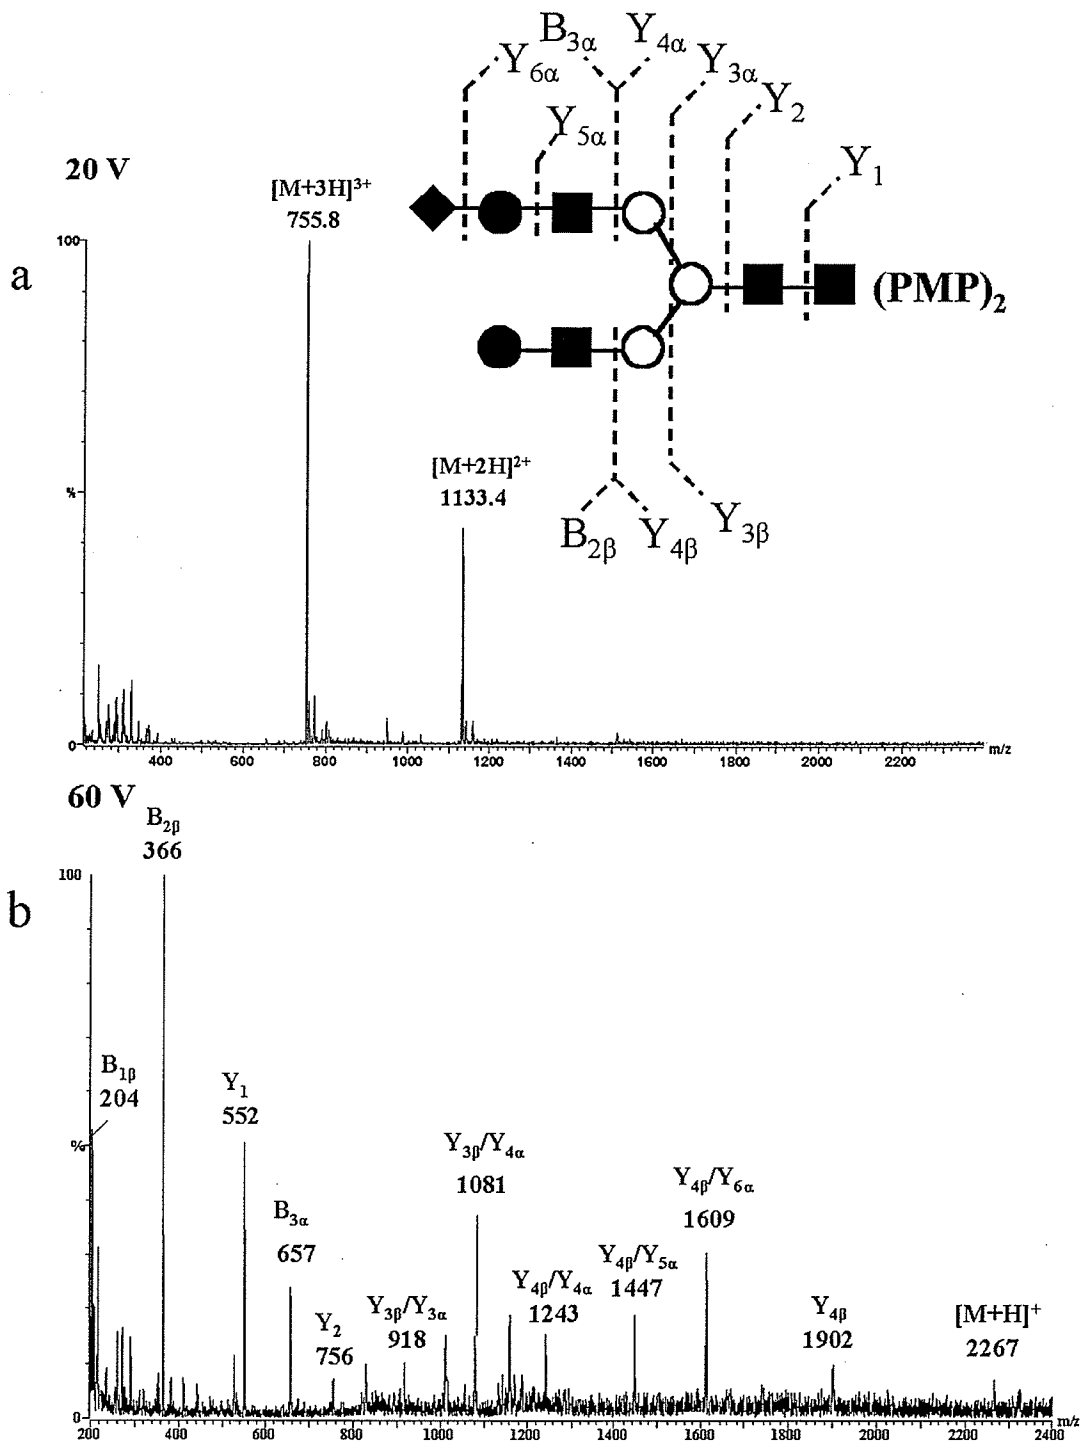 B3α Y4α
Y6α Y3α
Y5α Y2
20 V
Y1
[M+3H]3+
755.8
100
a
(PMP)2
[M+2H]2+
1133.4
%
B2β Y4β Y3β
0
400 600 800 1000 1200 1400 1600 1800 2000 2200 m/z
60 V
B2β
366
100
b
B1β
204
Y1
552
%
Y3β/Y4α
1081
Y4β/Y6α
1609
B3α
657
Y4β/Y5α
1447
Y2
756
Y3β/Y3α
918
Y4β/Y4α
1243
Y4β
1902
[M+H]+
2267
0
200 400 600 800 1000 1200 1400 1600 1800 2000 2200 2400 m/z